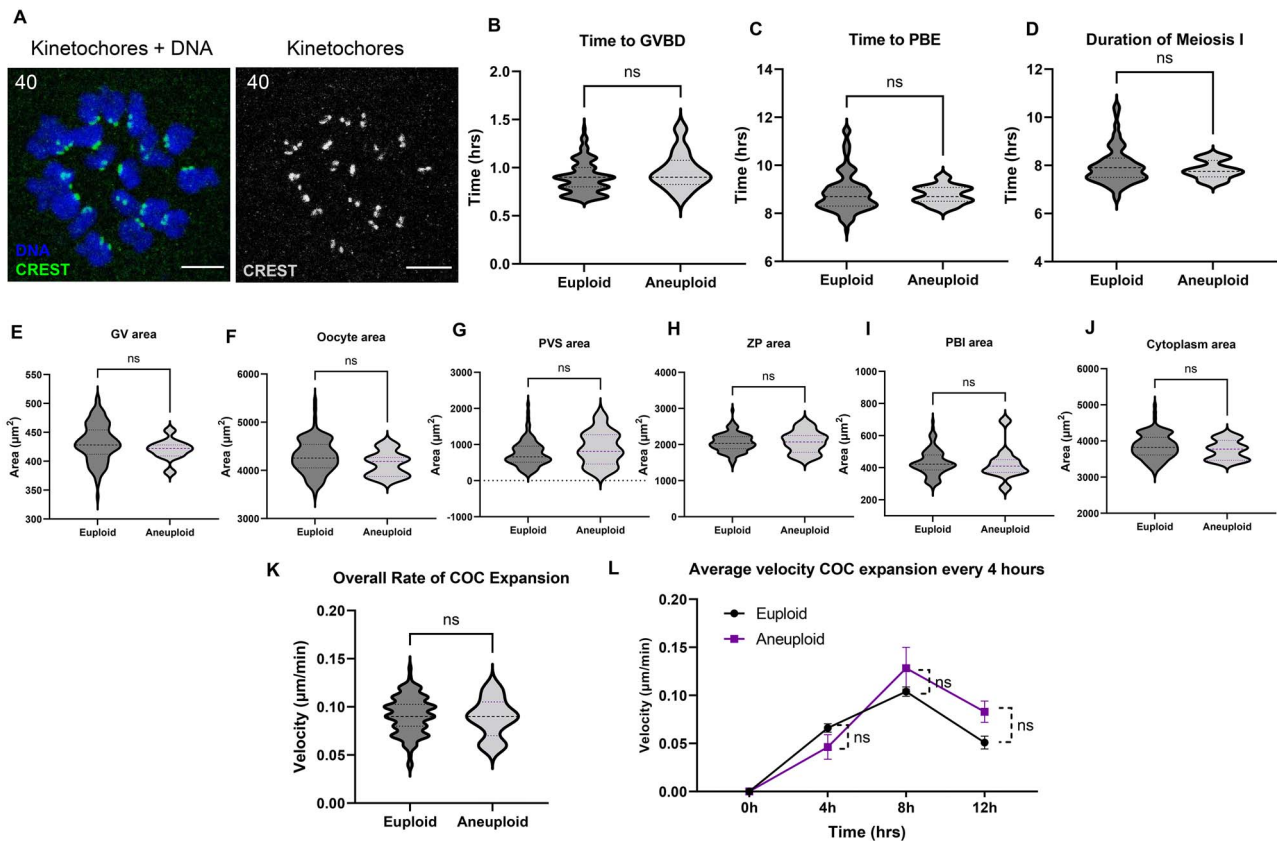 A
Kinetochores + DNA
Kinetochores
40
40
DNA
CREST
CREST
B
Time to GVBD
ns
2.0
1.5
1.0
0.5
0.0
Time (hrs)
Euploid
Aneuploid
C
Time to PBE
ns
14
12
10
8
6
Time (hrs)
Euploid
Aneuploid
D
Duration of Meiosis I
ns
12
10
8
6
4
Time (hrs)
Euploid
Aneuploid
E
GV area
ns
550
500
450
400
350
300
Area (µm²)
Euploid
Aneuploid
F
Oocyte area
ns
6000
5000
4000
3000
Area (µm²)
Euploid
Aneuploid
G
PVS area
ns
3000
2000
1000
0
-1000
Area (µm²)
Euploid
Aneuploid
H
ZP area
ns
4000
3000
2000
1000
0
Area (µm²)
Euploid
Aneuploid
I
PBI area
ns
1000
800
600
400
200
Area (µm²)
Euploid
Aneuploid
J
Cytoplasm area
ns
6000
5000
4000
3000
2000
Area (µm²)
Euploid
Aneuploid
K
Overall Rate of COC Expansion
ns
0.20
0.15
0.10
0.05
0.00
Velocity (µm/min)
Euploid
Aneuploid
L
Average velocity COC expansion every 4 hours
Euploid
Aneuploid
0.20
0.15
0.10
0.05
0.00
Velocity (µm/min)
ns
ns
ns
0h
4h
8h
12h
Time (hrs)